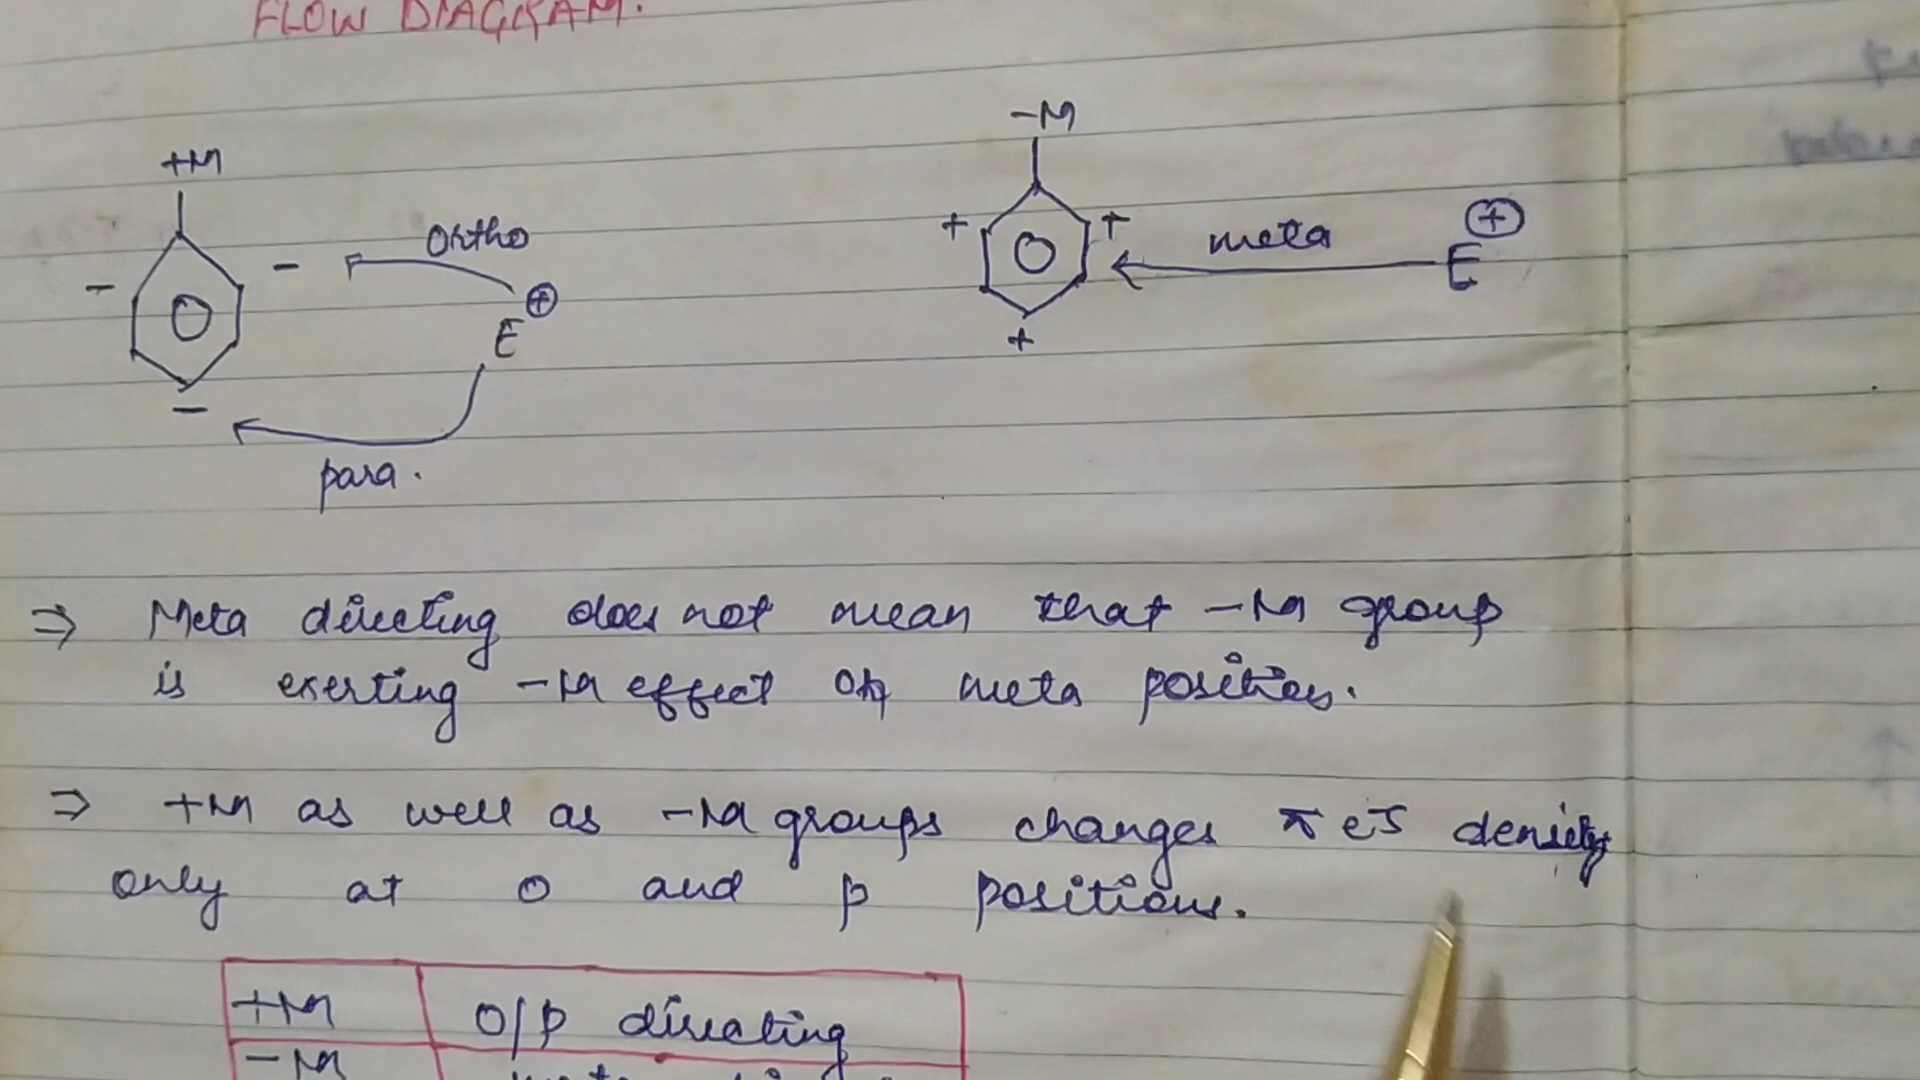 FLOW DIAGRAM.
+M
-
-
-
Ortho
E⊕
para.
-M
+
+
+
meta
E⊕
⇒ Meta directing does not mean that -M group
is exerting -M effect on meta position.
⇒ +M as well as -M groups changes π e⁻s density
only at o and p positions.
+M O/p directing
-M